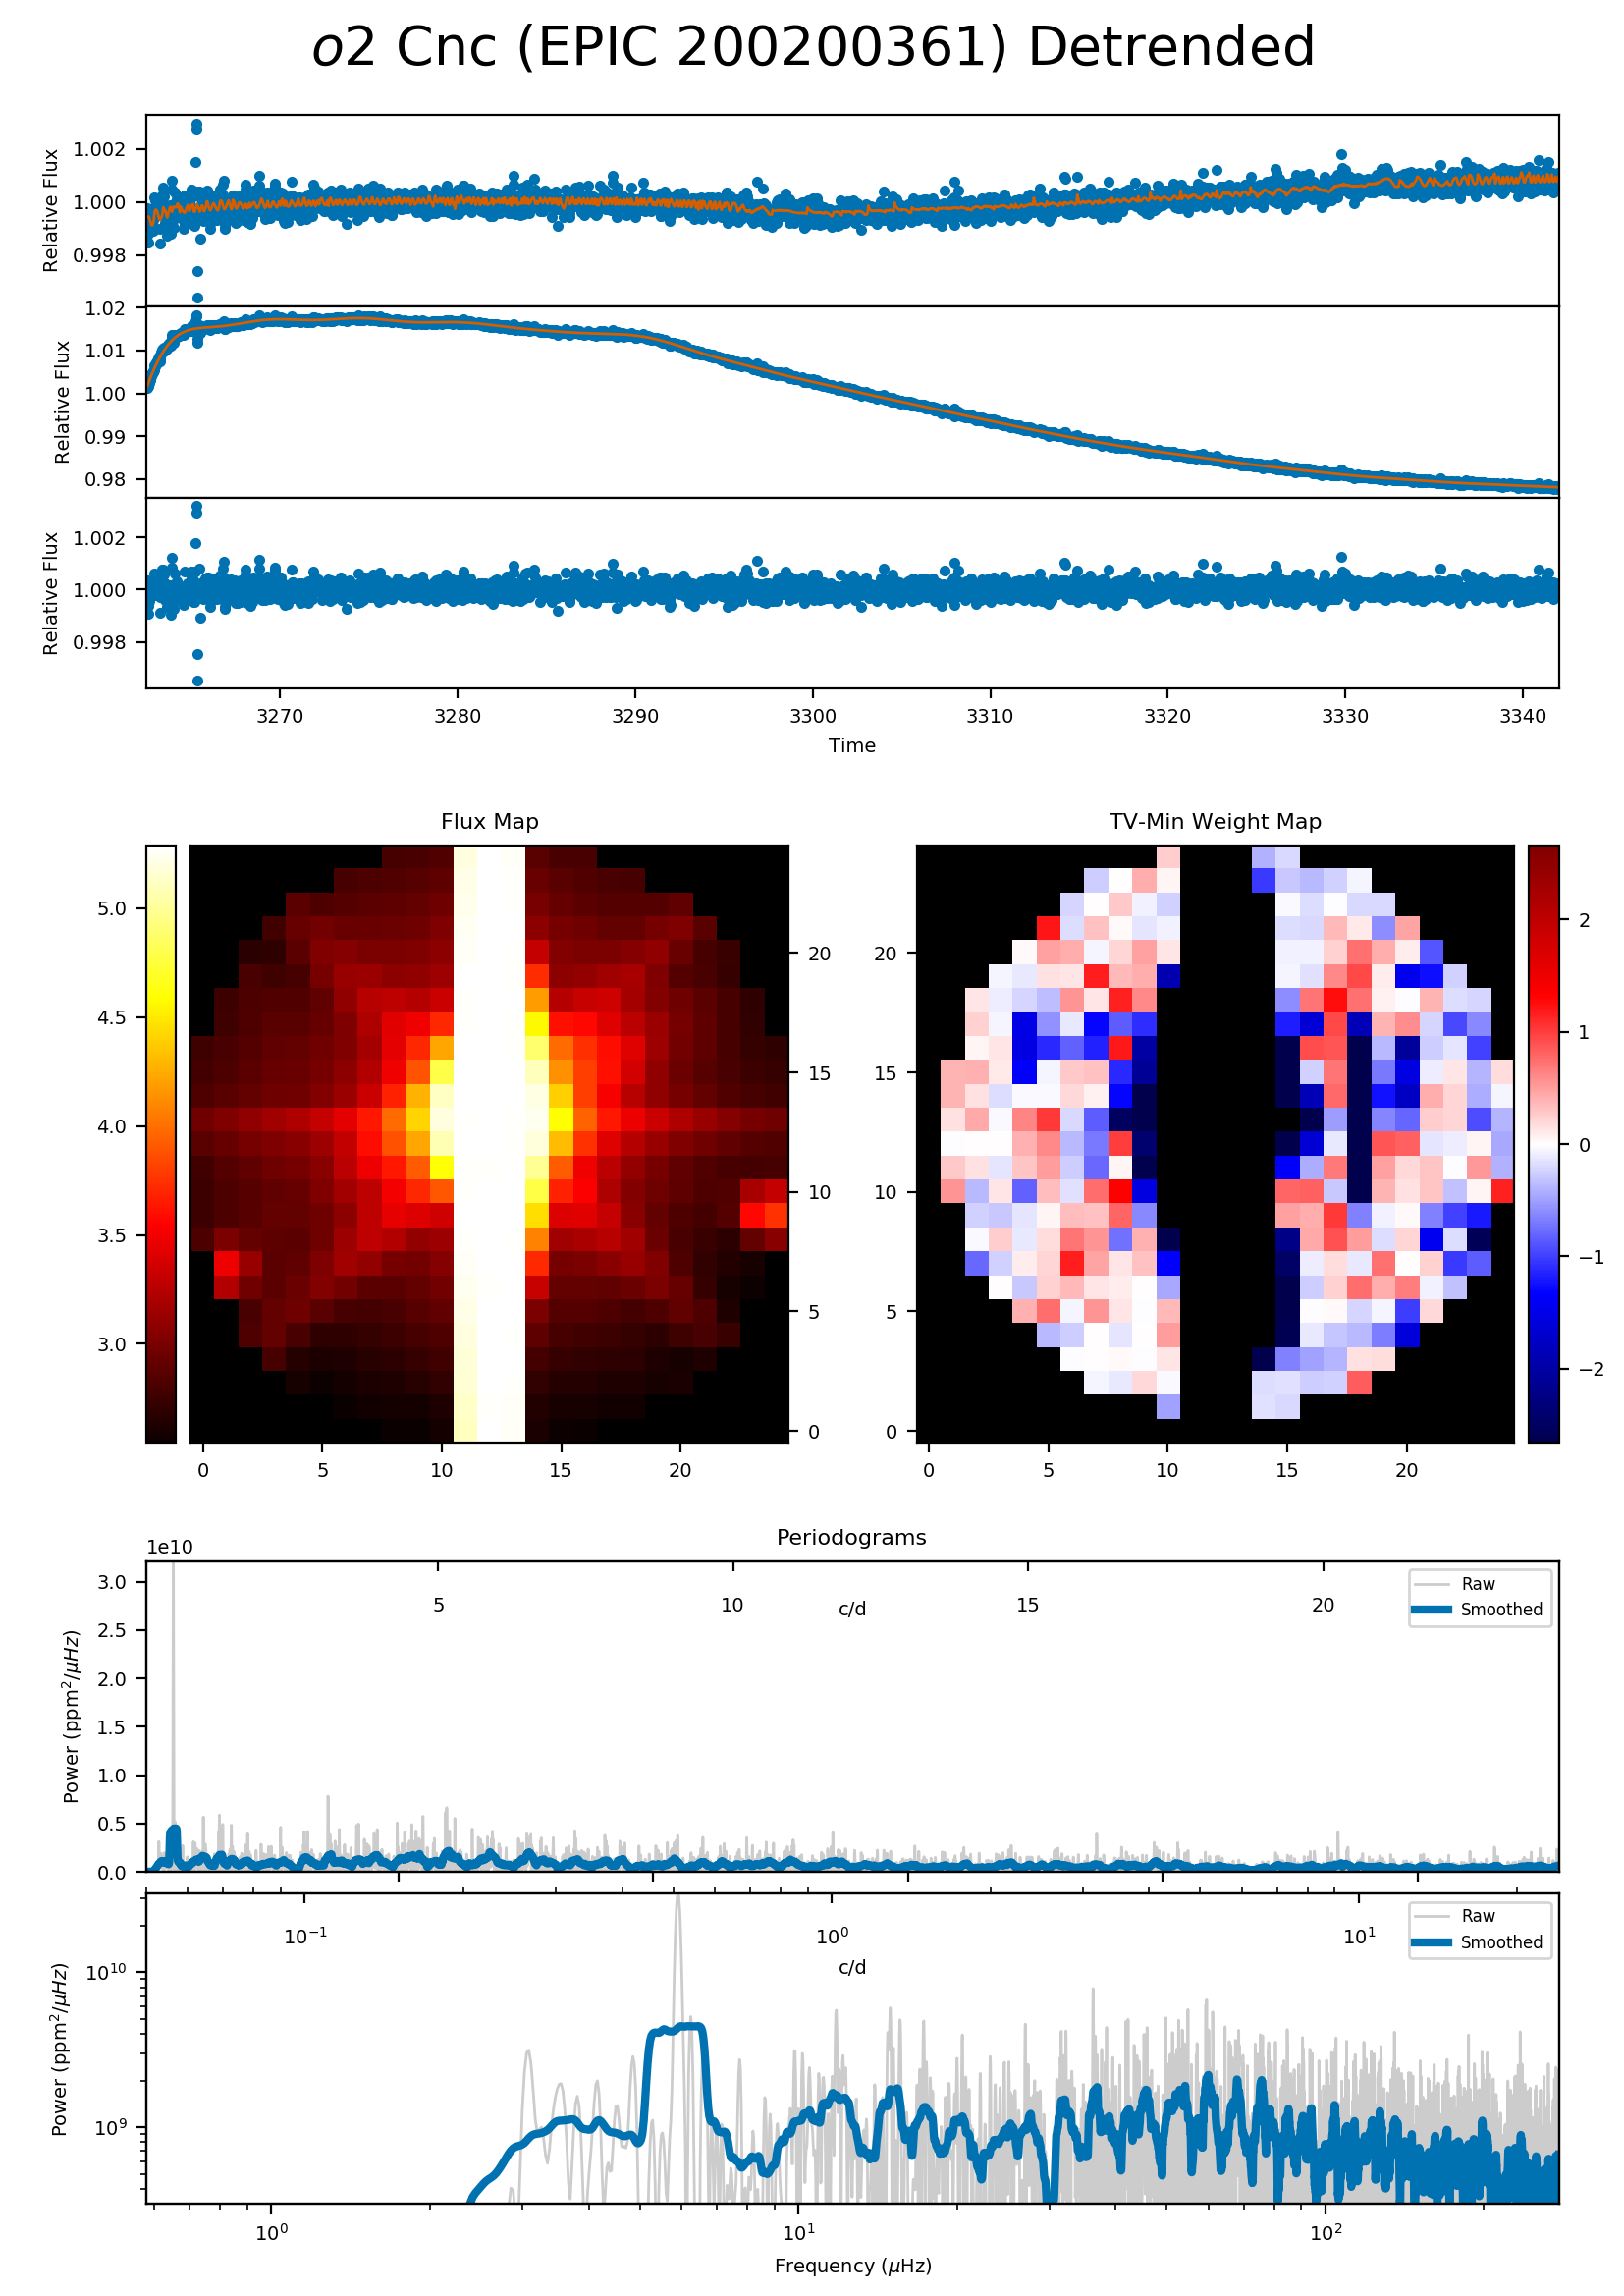 o2 Cnc (EPIC 200200361) Detrended
Relative Flux
1.002
1.000
0.998
Relative Flux
1.02
1.01
1.00
0.99
0.98
Relative Flux
1.002
1.000
0.998
3270 3280 3290 3300 3310 3320 3330 3340
Time
Flux Map
5.0
4.5
4.0
3.5
3.0
20
15
10
5
0
0 5 10 15 20
TV-Min Weight Map
20
15
10
5
0
0 5 10 15 20
2
1
0
−1
−2
Periodograms
1e10
Power (ppm²/μHz)
3.0
2.5
2.0
1.5
1.0
0.5
0.0
5 10 15 20
c/d
Raw
Smoothed
Power (ppm²/μHz)
10¹⁰
10⁹
10⁻¹ 10⁰ 10¹
c/d
Raw
Smoothed
10⁰ 10¹ 10²
Frequency (μHz)